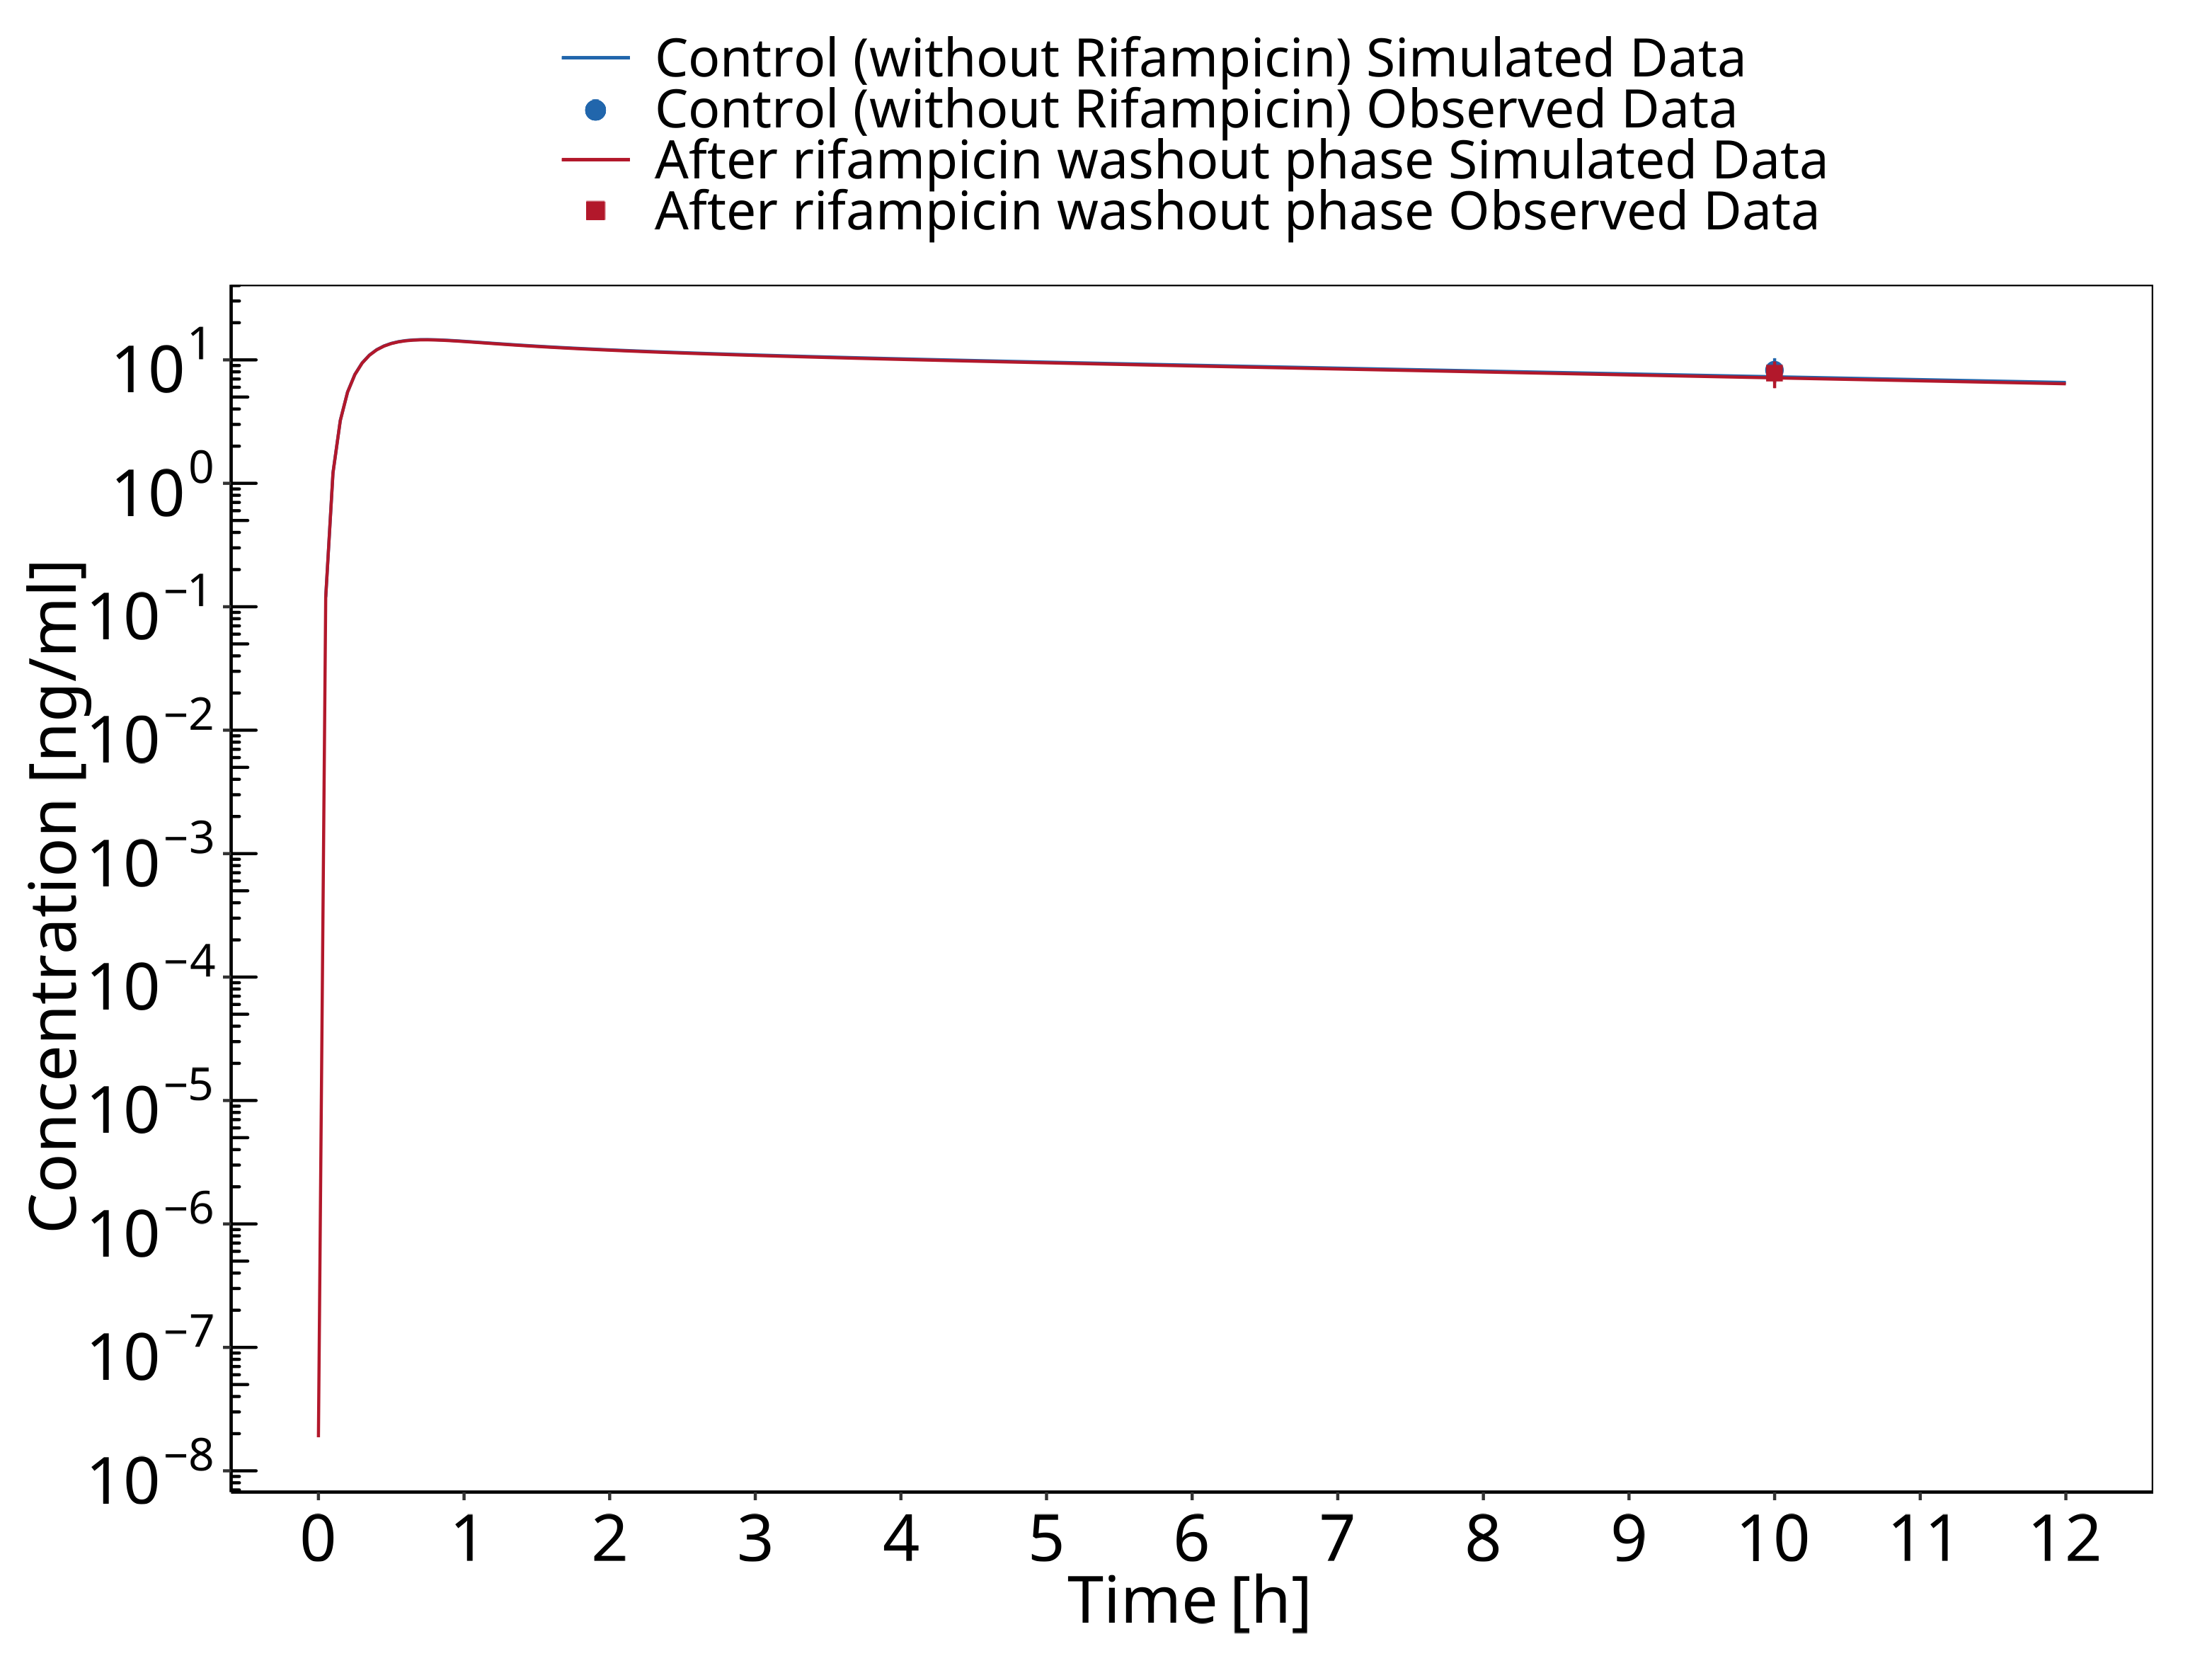 Control (without Rifampicin) Simulated Data
Control (without Rifampicin) Observed Data
After rifampicin washout phase Simulated Data
After rifampicin washout phase Observed Data
Concentration [ng/ml]
10^1
10^0
10^−1
10^−2
10^−3
10^−4
10^−5
10^−6
10^−7
10^−8
0 1 2 3 4 5 6 7 8 9 10 11 12
Time [h]